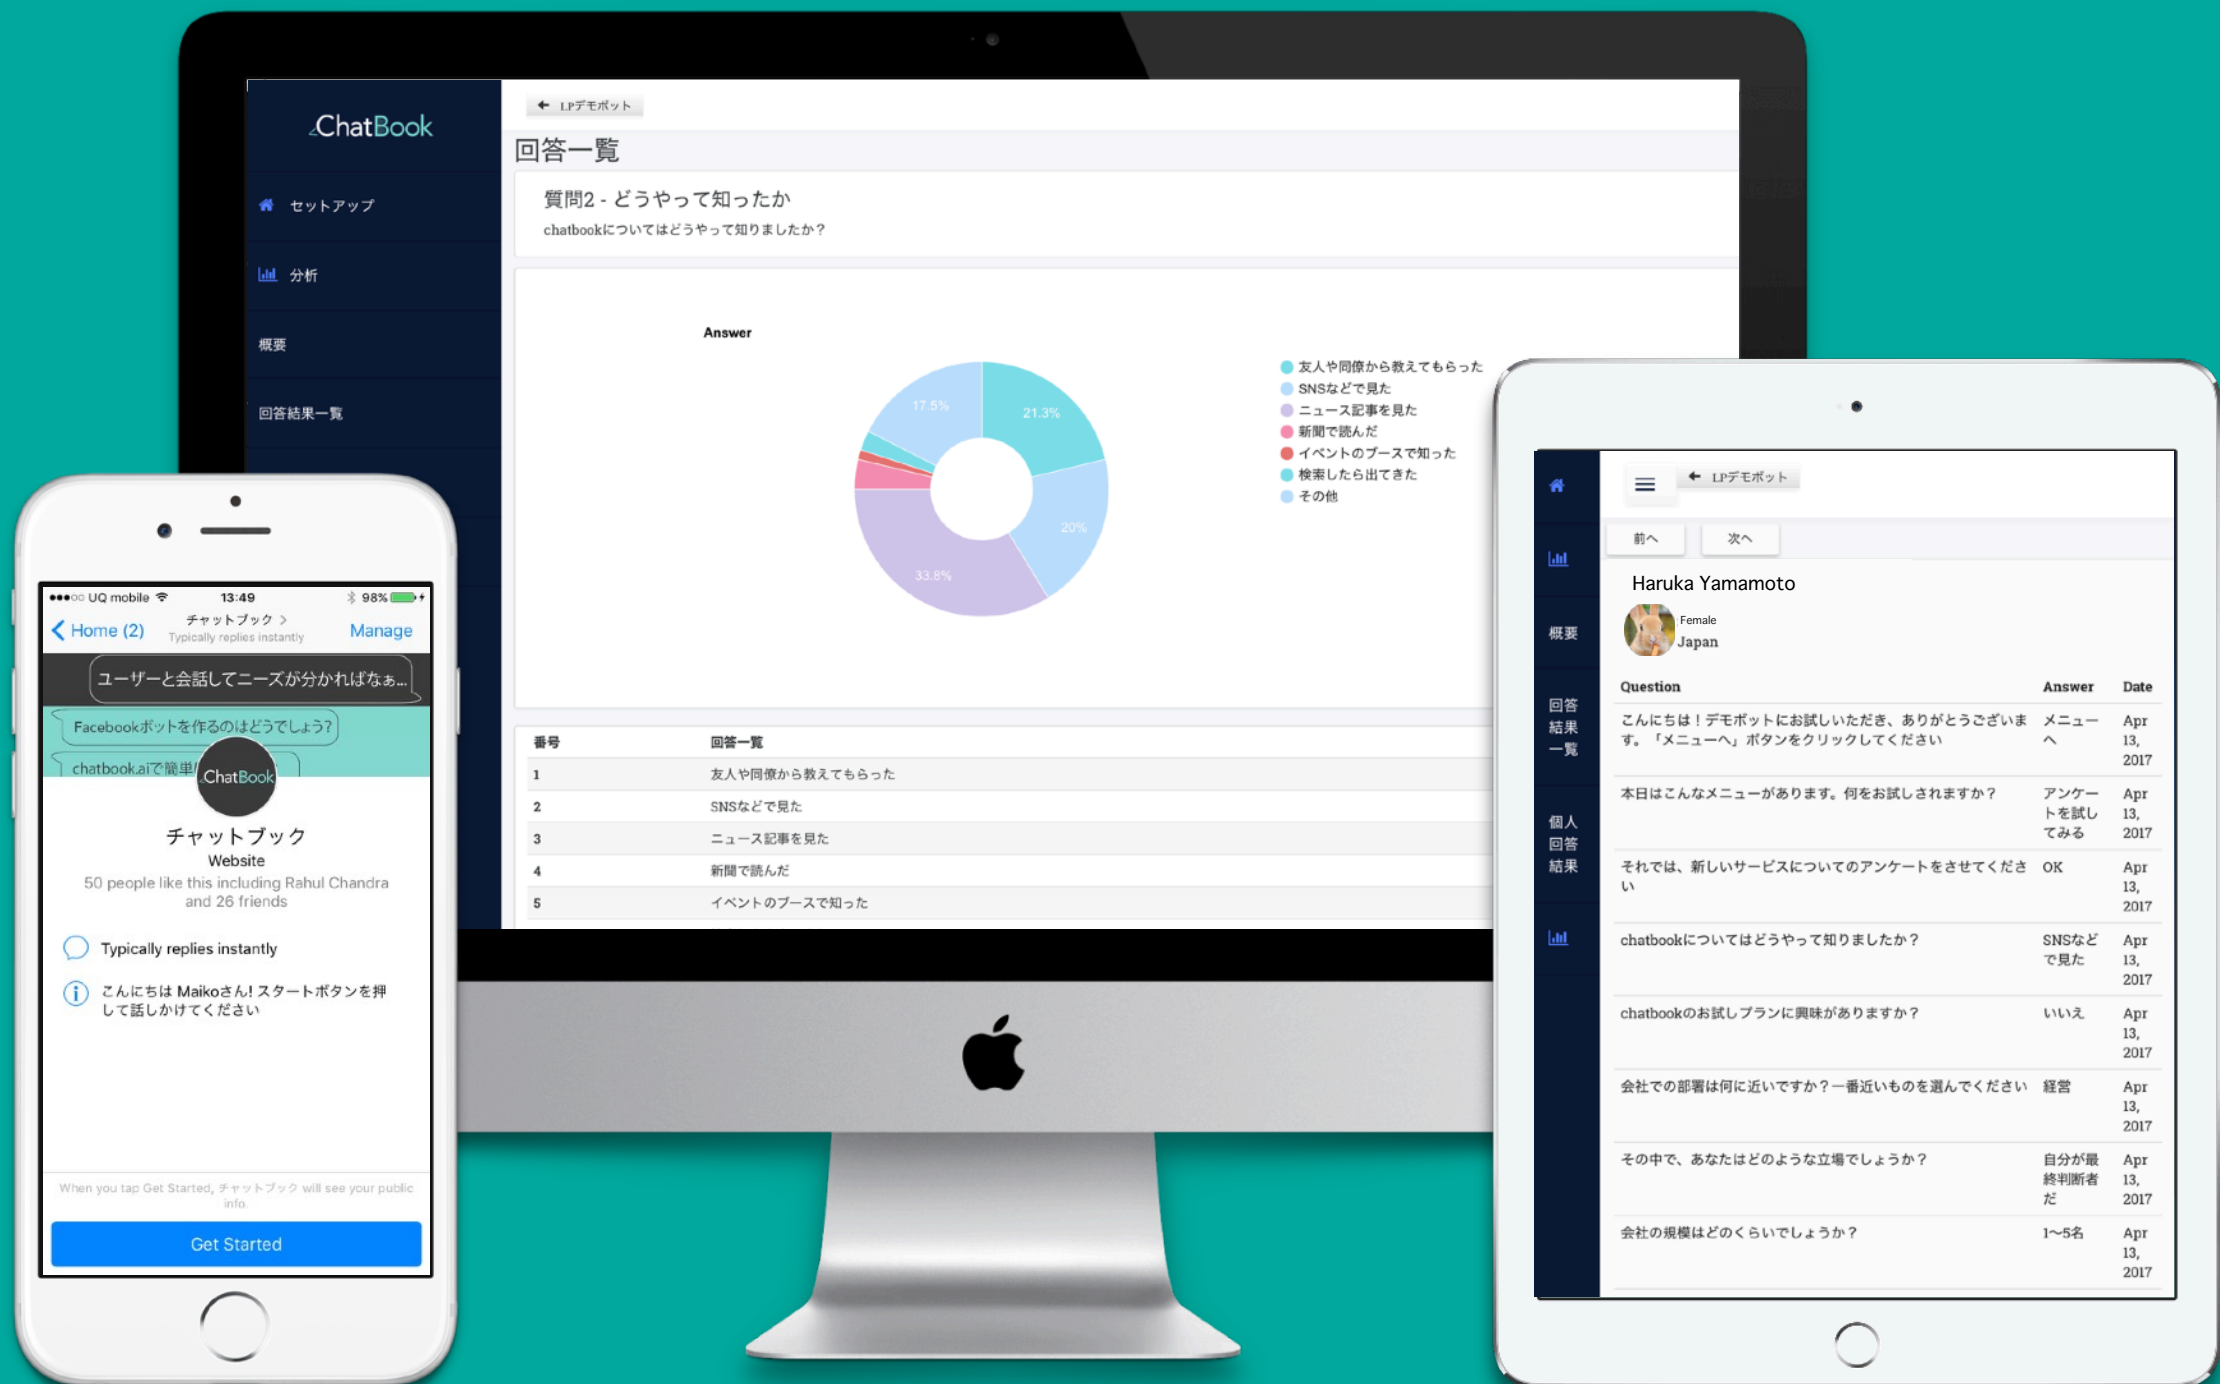 ChatBook
セットアップ
分析
概要
回答結果一覧
LPデモボット
回答一覧
質問2 - どうやって知ったか
chatbookについてはどうやって知りましたか？
Answer
17.5%
21.3%
20%
33.8%
友人や同僚から教えてもらった
SNSなどで見た
ニュース記事を見た
新聞で読んだ
イベントのブースで知った
検索したら出てきた
その他
番号 回答一覧
1 友人や同僚から教えてもらった
2 SNSなどで見た
3 ニュース記事を見た
4 新聞で読んだ
5 イベントのブースで知った
UQ mobile 13:49 98%
Home (2) チャットブック Manage
Typically replies instantly
ユーザーと会話してニーズが分かればなぁ...
Facebookボットを作るのはどうでしょう?
chatbook.aiで簡単
ChatBook
チャットブック
Website
50 people like this including Rahul Chandra
and 26 friends
Typically replies instantly
こんにちは Maikoさん! スタートボタンを押
して話しかけてください
When you tap Get Started, チャットブック will see your public
info.
Get Started
LPデモボット
前へ 次へ
概要
回答
結果
一覧
個人
回答
結果
Haruka Yamamoto
Female
Japan
Question Answer Date
こんにちは！デモボットにお試しいただき、ありがとうございま メニュー Apr
す。「メニューへ」ボタンをクリックしてください へ 13,
2017
本日はこんなメニューがあります。何をお試しされますか？ アンケー Apr
トを試し 13,
てみる 2017
それでは、新しいサービスについてのアンケートをさせてくださ OK Apr
い 13,
2017
chatbookについてはどうやって知りましたか？ SNSなど Apr
で見た 13,
2017
chatbookのお試しプランに興味がありますか？ いいえ Apr
13,
2017
会社での部署は何に近いですか？一番近いものを選んでください 経営 Apr
13,
2017
その中で、あなたはどのような立場でしょうか？ 自分が最 Apr
終判断者 13,
だ 2017
会社の規模はどのくらいでしょうか？ 1〜5名 Apr
13,
2017